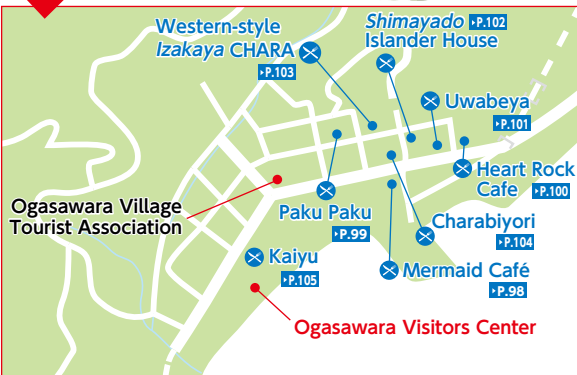 Western-style
Izakaya CHARA
▸P.103
Shimayado ▸P.102
Islander House
Uwabeya
▸P.101
Heart Rock
Cafe ▸P.100
Ogasawara Village
Tourist Association
Paku Paku
▸P.99
Charabiyori
▸P.104
Kaiyu
▸P.105
Mermaid Café
▸P.98
Ogasawara Visitors Center